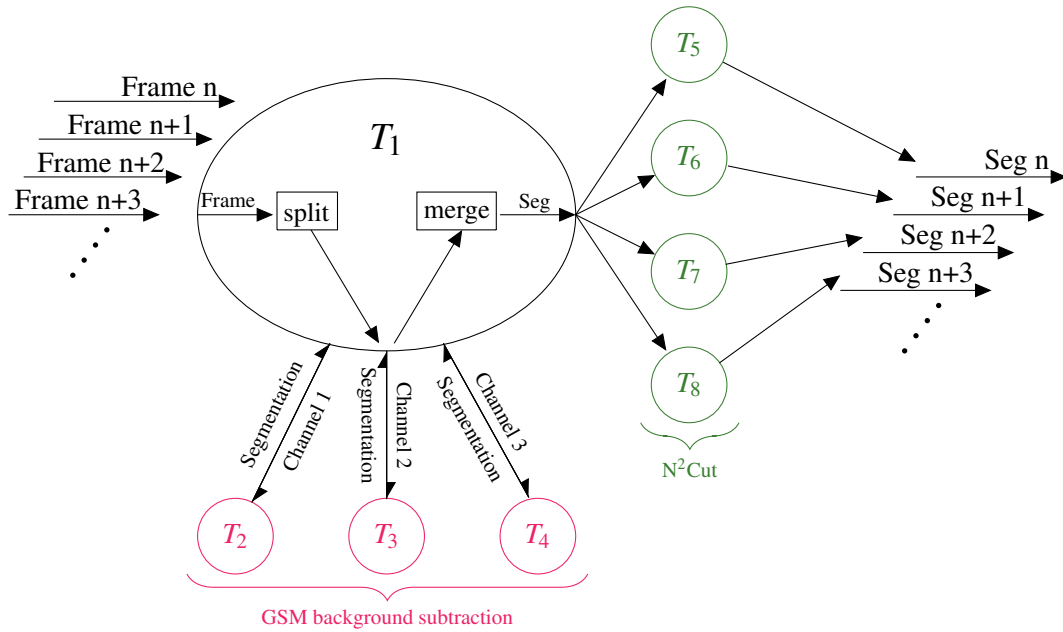 Frame n
Frame n+1
Frame n+2
Frame n+3
T₁
Frame
split
merge
Seg
T₅
T₆
T₇
T₈
N²Cut
Seg n
Seg n+1
Seg n+2
Seg n+3
Segmentation
Channel 1
Segmentation
Channel 2
Channel 3
Segmentation
T₂
T₃
T₄
GSM background subtraction